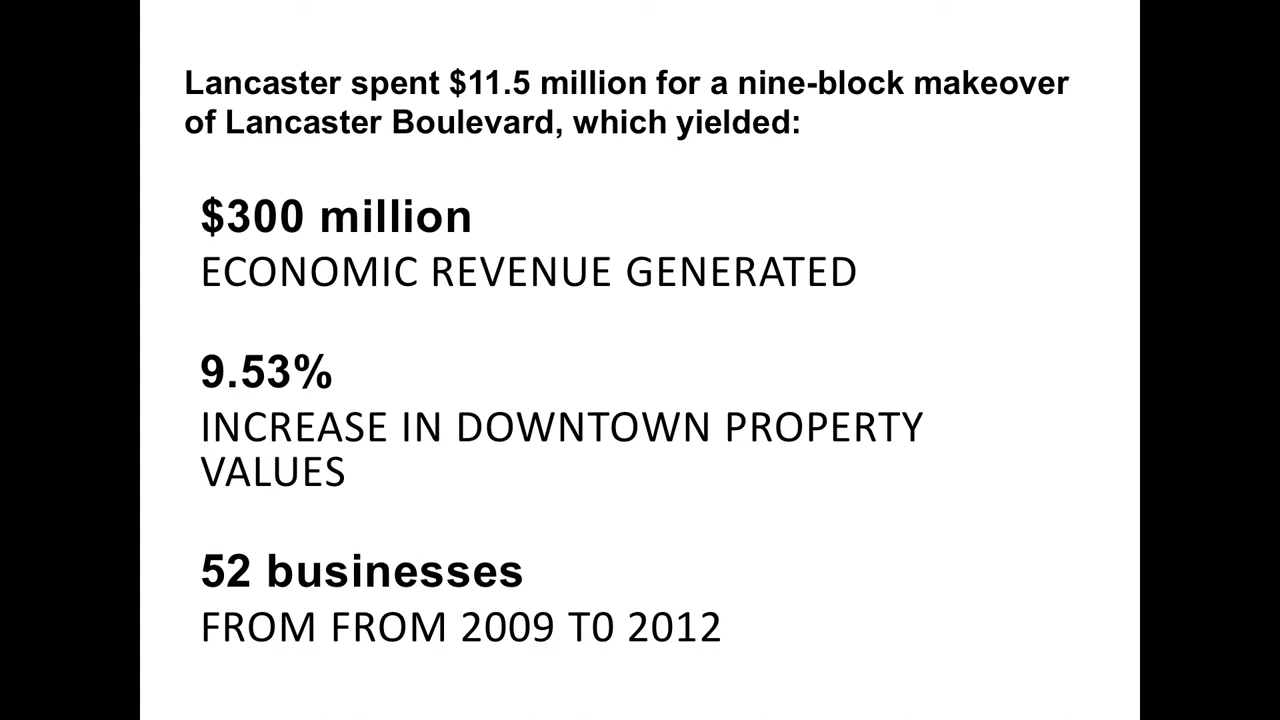 Lancaster spent $11.5 million for a nine-block makeover
of Lancaster Boulevard, which yielded:
$300 million
ECONOMIC REVENUE GENERATED
9.53%
INCREASE IN DOWNTOWN PROPERTY
VALUES
52 businesses
FROM FROM 2009 T0 2012